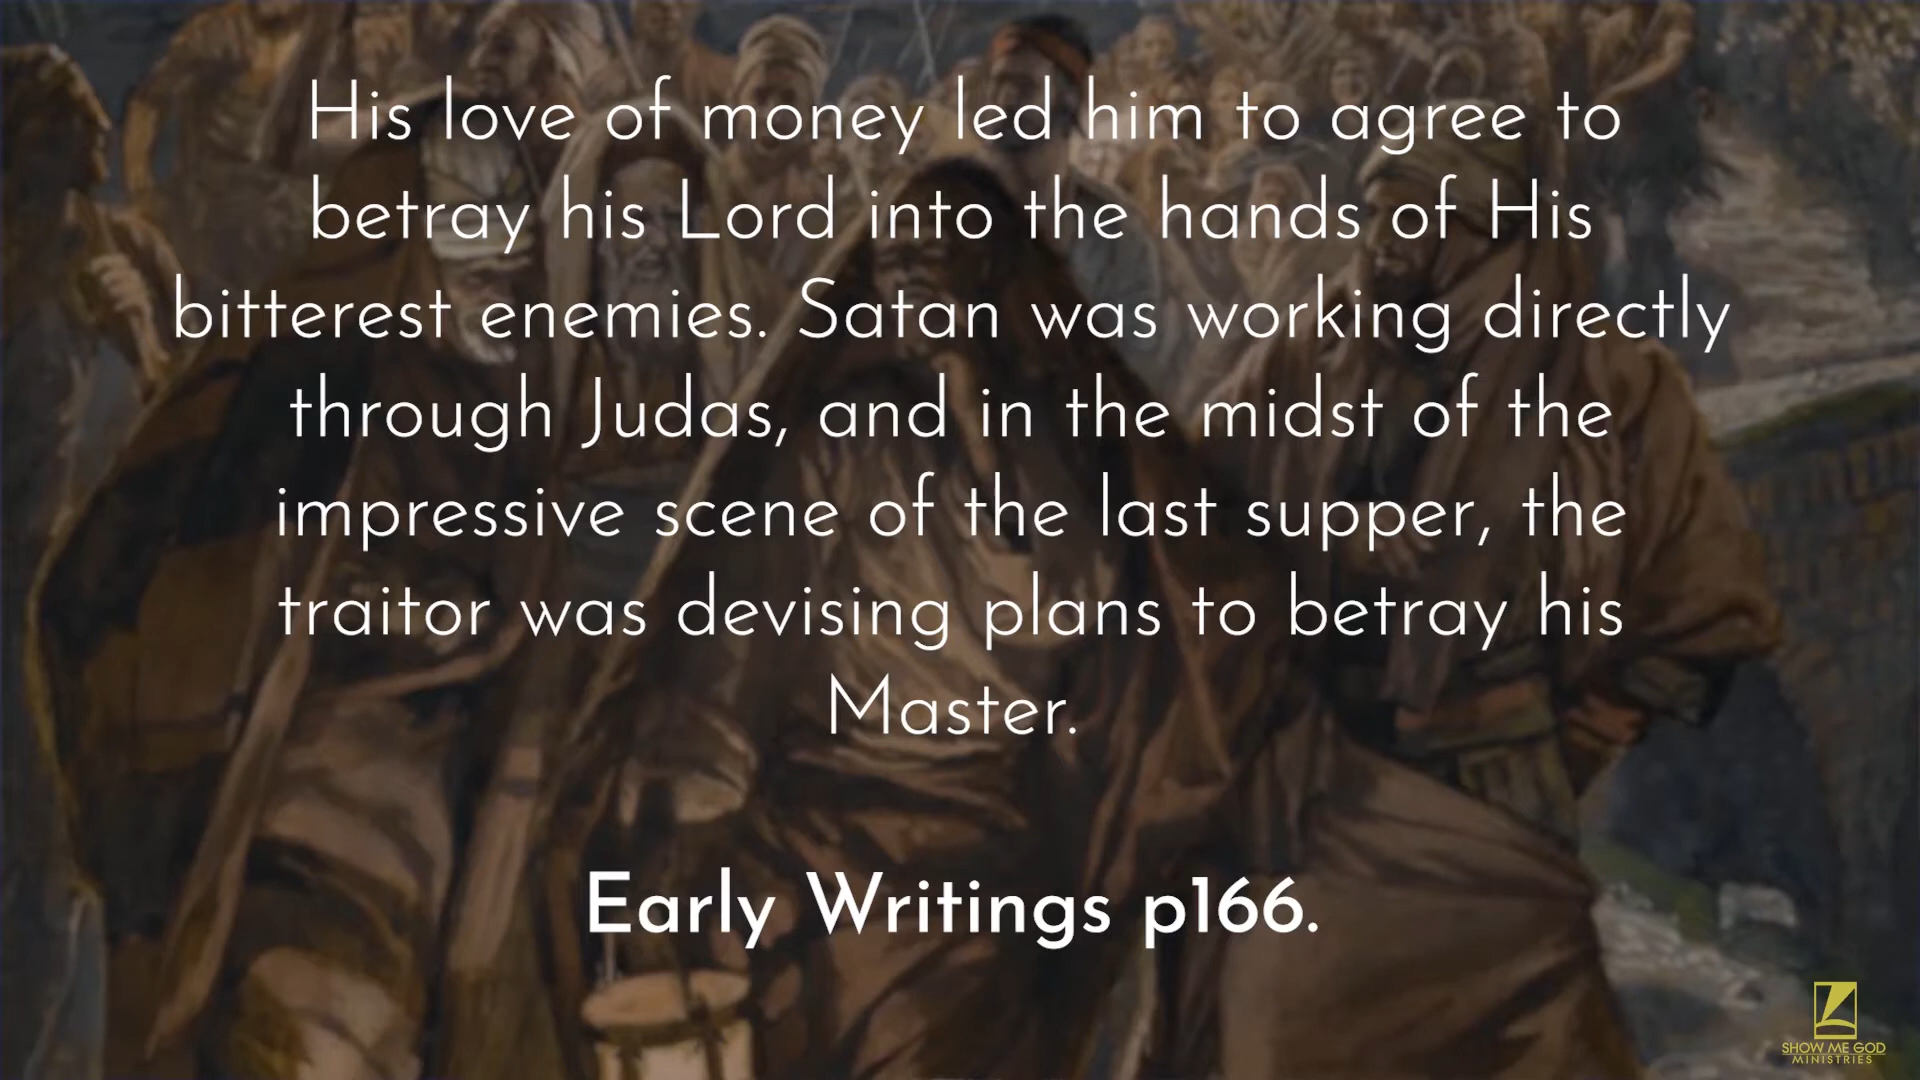 His love of money led him to agree to
betray his Lord into the hands of His
bitterest enemies. Satan was working directly
through Judas, and in the midst of the
impressive scene of the last supper, the
traitor was devising plans to betray his
Master.
Early Writings p166.
SHOW ME GOD
MINISTRIES